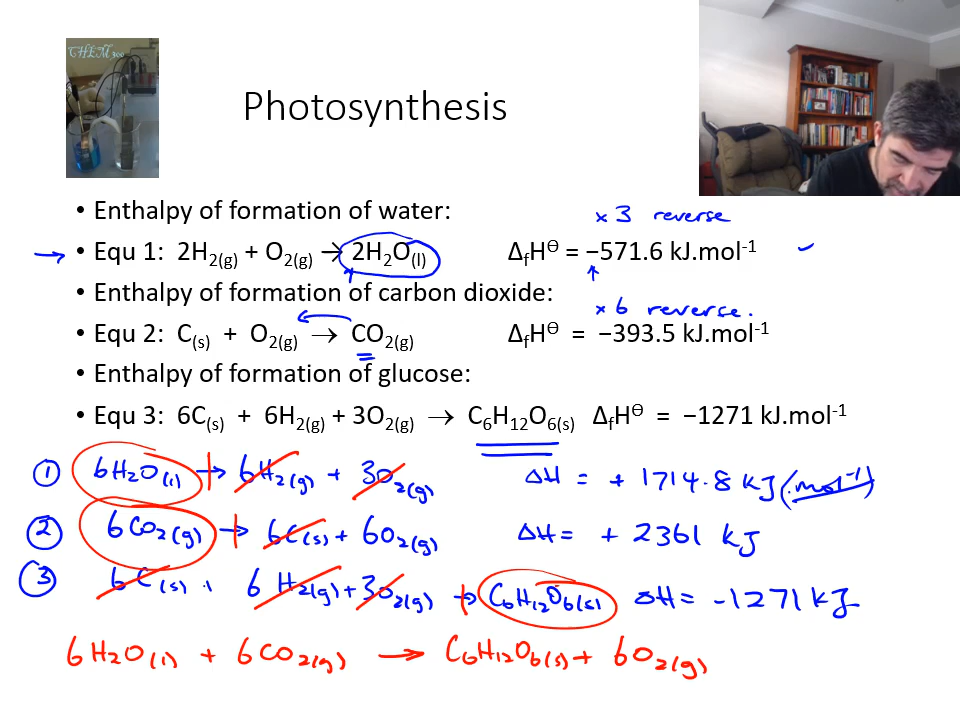 CHEM300
Photosynthesis
• Enthalpy of formation of water:
× 3 reverse
• Equ 1: 2H₂(g) + O₂(g) → 2H₂O(l) ΔfH⊖ = −571.6 kJ.mol⁻¹
• Enthalpy of formation of carbon dioxide:
× 6 reverse.
• Equ 2: C(s) + O₂(g) → CO₂(g) ΔfH⊖ = −393.5 kJ.mol⁻¹
• Enthalpy of formation of glucose:
• Equ 3: 6C(s) + 6H₂(g) + 3O₂(g) → C₆H₁₂O₆(s) ΔfH⊖ = −1271 kJ.mol⁻¹
① 6H₂O(l) → 6H₂(g) + 3O₂(g) ΔH = + 1714.8 kJ (.mol⁻¹)
② 6CO₂(g) → 6C(s) + 6O₂(g) ΔH = + 2361 kJ
③ 6C(s) + 6H₂(g) + 3O₂(g) → C₆H₁₂O₆(s) ΔH = -1271 kJ
6H₂O(l) + 6CO₂(g) → C₆H₁₂O₆(s) + 6O₂(g)